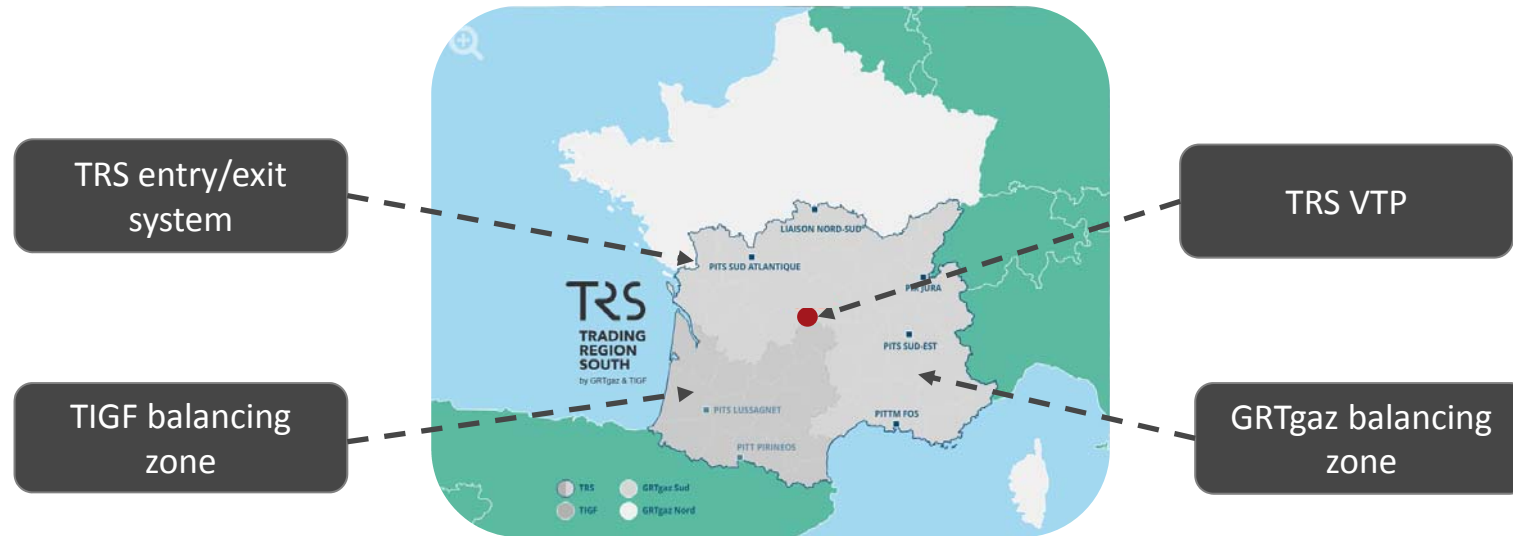 TRS entry/exit
system
TIGF balancing
zone
LIAISON NORD-SUD
PITS SUD ATLANTIQUE
JURA
TRS
TRADING
REGION
SOUTH
by GRTgaz & TIGF
PITS SUD-EST
PITS LUSSAGNET
PITTM FOS
PITT PIRINEOS
TRS
GRTgaz Sud
TIGF
GRTgaz Nord
TRS VTP
GRTgaz balancing
zone